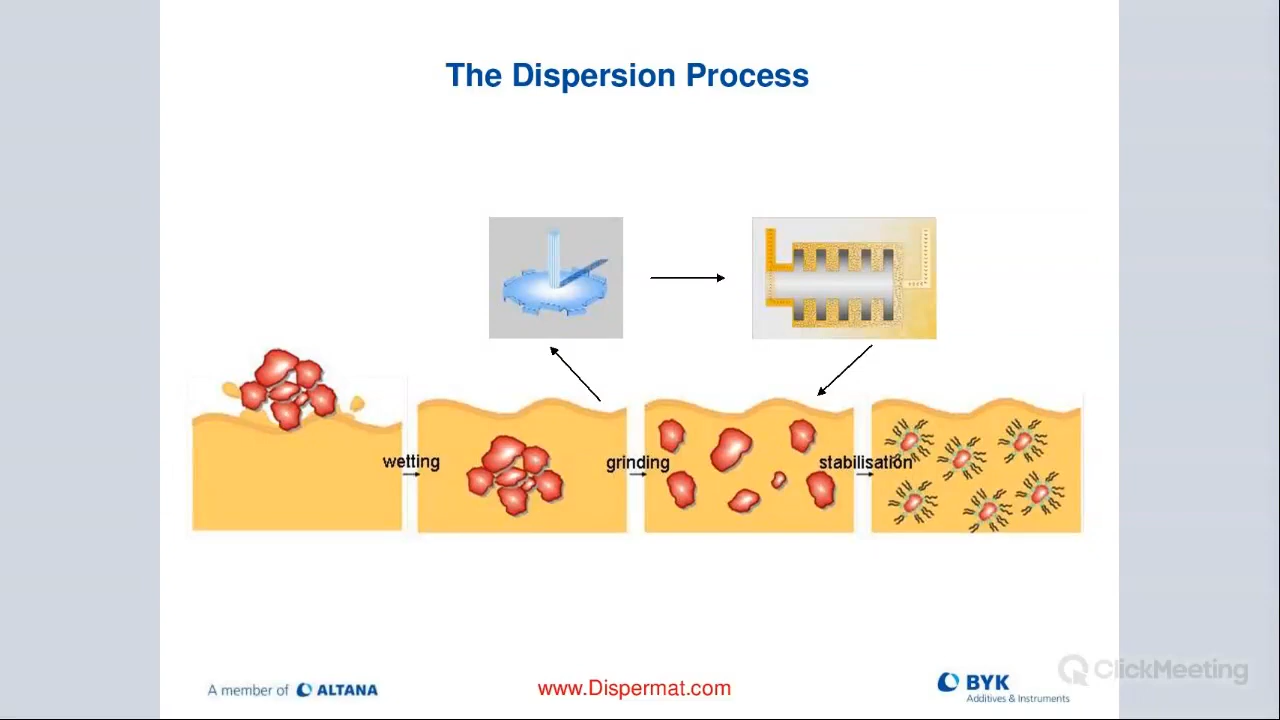 The Dispersion Process
wetting
grinding
stabilisation
A member of ALTANA
www.Dispermat.com
BYK
Additives & Instruments
ClickMeeting